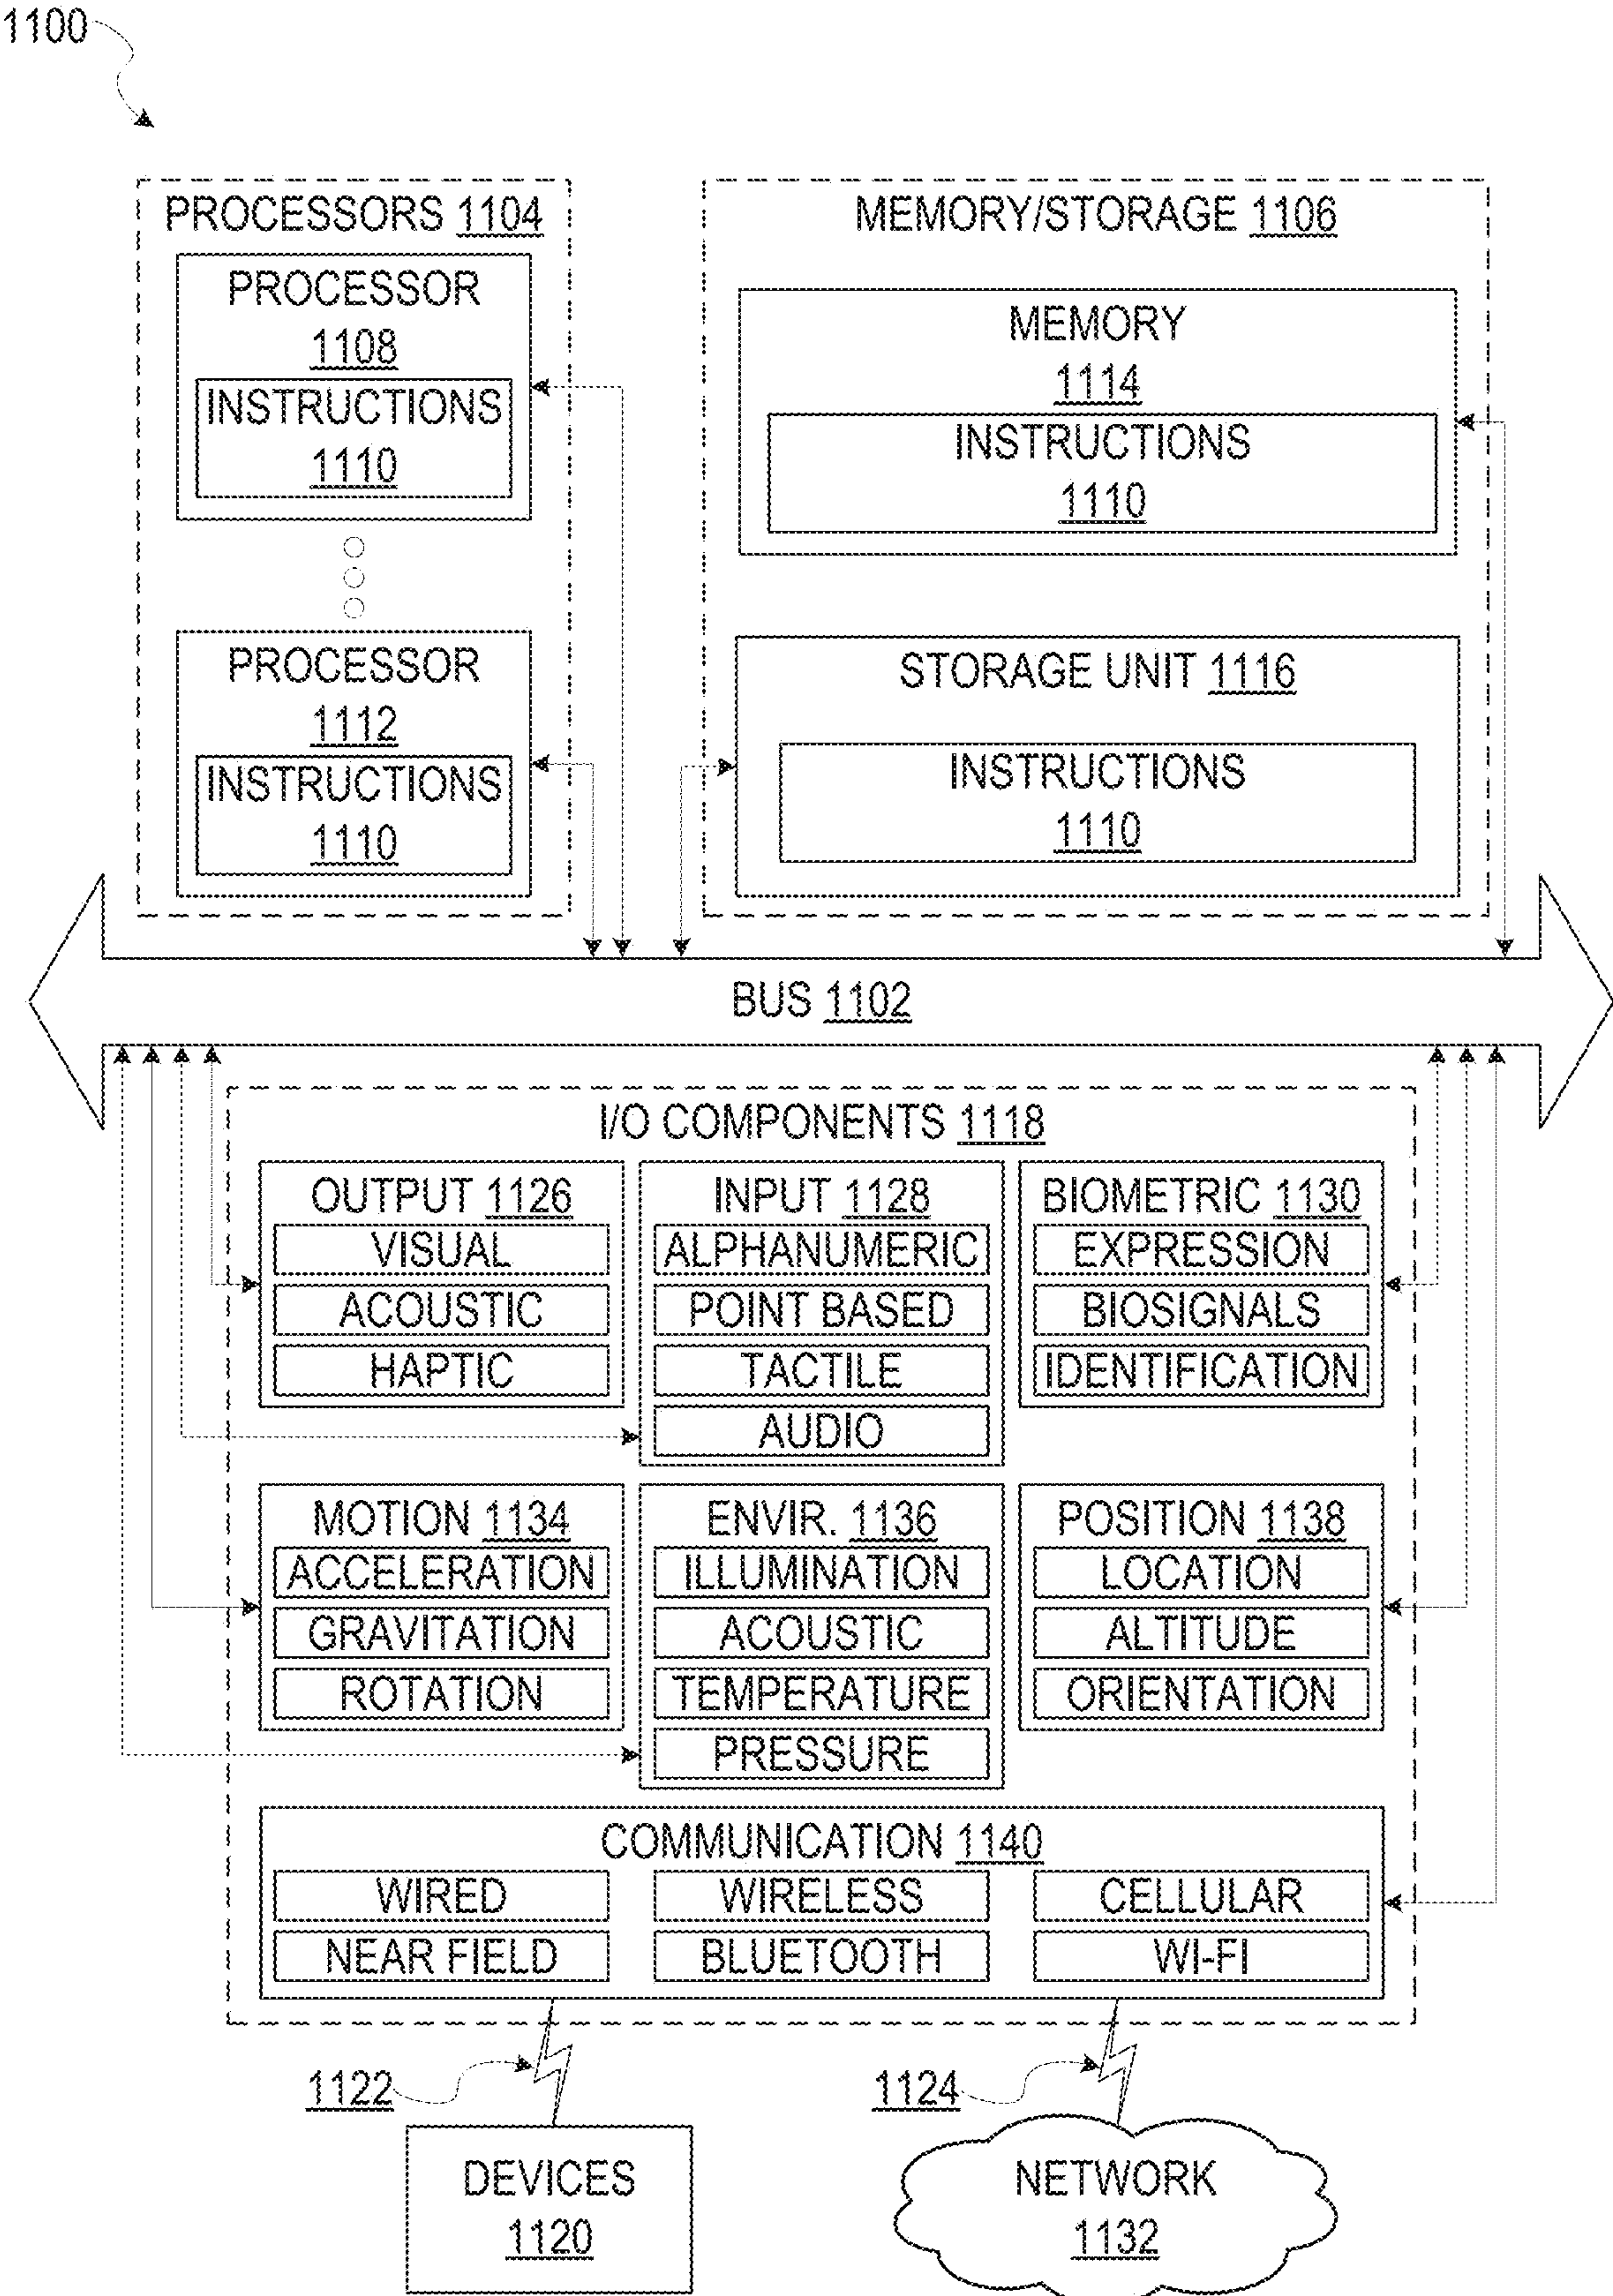 1100
PROCESSORS 1104
PROCESSOR
1108
INSTRUCTIONS
1110
PROCESSOR
1112
INSTRUCTIONS
1110
MEMORY/STORAGE 1106
MEMORY
1114
INSTRUCTIONS
1110
STORAGE UNIT 1116
INSTRUCTIONS
1110
BUS 1102
I/O COMPONENTS 1118
OUTPUT 1126
VISUAL
ACOUSTIC
HAPTIC
INPUT 1128
ALPHANUMERIC
POINT BASED
TACTILE
AUDIO
BIOMETRIC 1130
EXPRESSION
BIOSIGNALS
IDENTIFICATION
MOTION 1134
ACCELERATION
GRAVITATION
ROTATION
ENVIR. 1136
ILLUMINATION
ACOUSTIC
TEMPERATURE
PRESSURE
POSITION 1138
LOCATION
ALTITUDE
ORIENTATION
COMMUNICATION 1140
WIRED
WIRELESS
CELLULAR
NEAR FIELD
BLUETOOTH
WI-FI
1122
1124
DEVICES
1120
NETWORK
1132